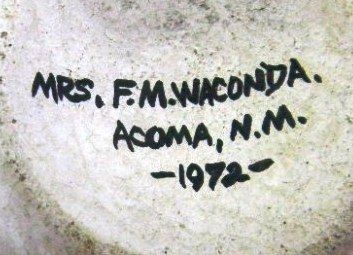 MRS. F.M.WACONDA.
ACOMA, N.M.
-1972-